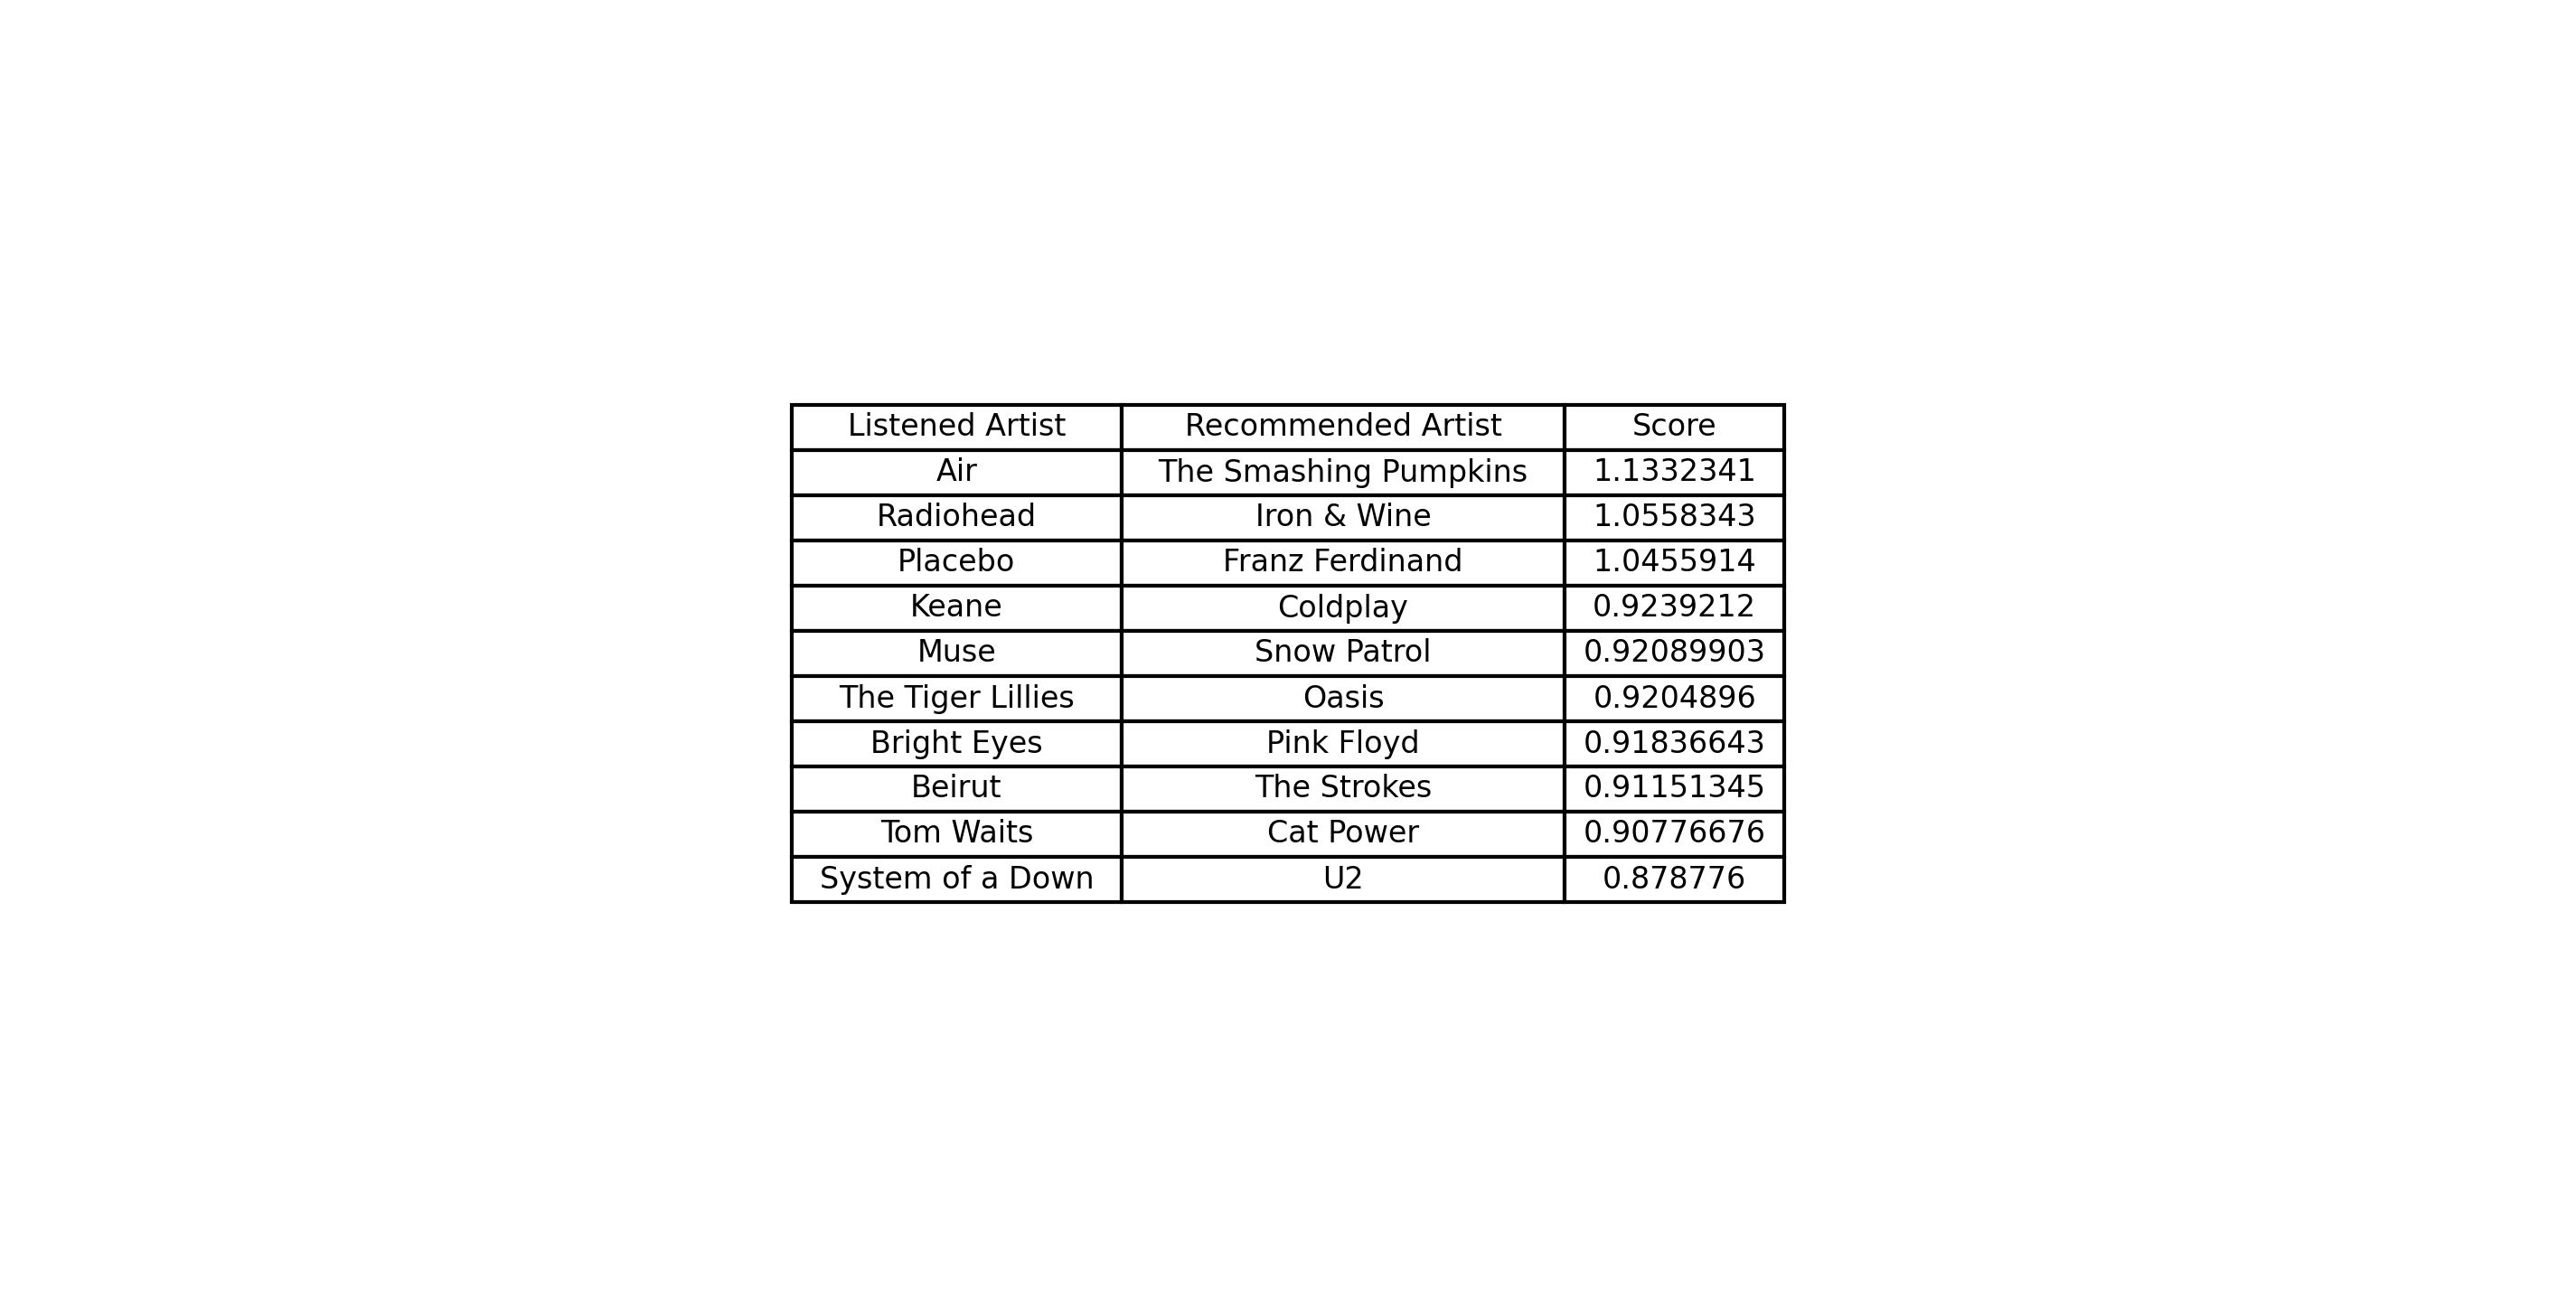 Listened Artist Recommended Artist Score
Air The Smashing Pumpkins 1.1332341
Radiohead Iron & Wine 1.0558343
Placebo Franz Ferdinand 1.0455914
Keane Coldplay 0.9239212
Muse Snow Patrol 0.92089903
The Tiger Lillies Oasis 0.9204896
Bright Eyes Pink Floyd 0.91836643
Beirut The Strokes 0.91151345
Tom Waits Cat Power 0.90776676
System of a Down U2 0.878776